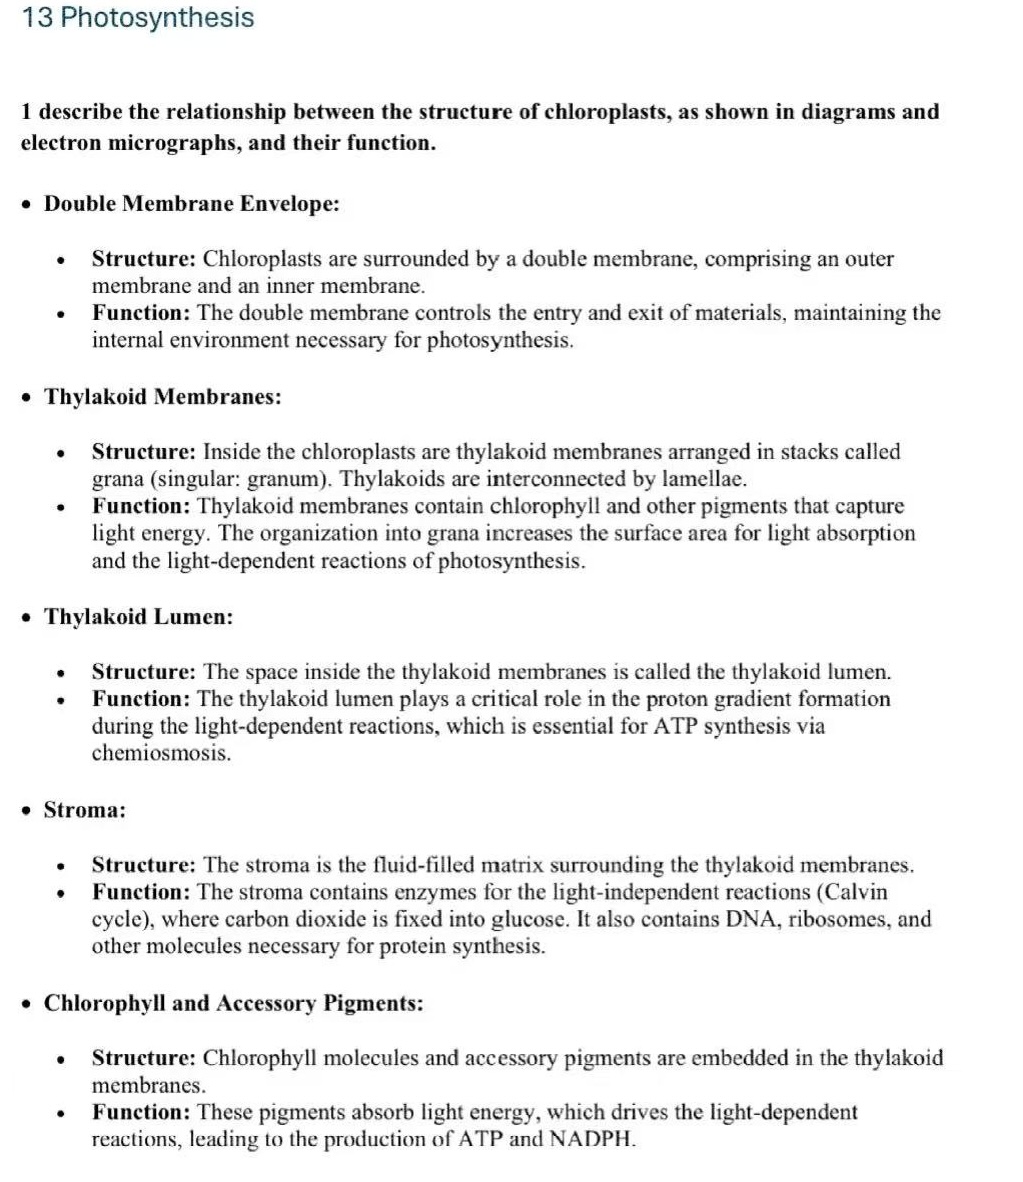 13 Photosynthesis
1 describe the relationship between the structure of chloroplasts, as shown in diagrams and
electron micrographs, and their function.
• Double Membrane Envelope:
• Structure: Chloroplasts are surrounded by a double membrane, comprising an outer
membrane and an inner membrane.
• Function: The double membrane controls the entry and exit of materials, maintaining the
internal environment necessary for photosynthesis.
• Thylakoid Membranes:
• Structure: Inside the chloroplasts are thylakoid membranes arranged in stacks called
grana (singular: granum). Thylakoids are interconnected by lamellae.
• Function: Thylakoid membranes contain chlorophyll and other pigments that capture
light energy. The organization into grana increases the surface area for light absorption
and the light-dependent reactions of photosynthesis.
• Thylakoid Lumen:
• Structure: The space inside the thylakoid membranes is called the thylakoid lumen.
• Function: The thylakoid lumen plays a critical role in the proton gradient formation
during the light-dependent reactions, which is essential for ATP synthesis via
chemiosmosis.
• Stroma:
• Structure: The stroma is the fluid-filled matrix surrounding the thylakoid membranes.
• Function: The stroma contains enzymes for the light-independent reactions (Calvin
cycle), where carbon dioxide is fixed into glucose. It also contains DNA, ribosomes, and
other molecules necessary for protein synthesis.
• Chlorophyll and Accessory Pigments:
• Structure: Chlorophyll molecules and accessory pigments are embedded in the thylakoid
membranes.
• Function: These pigments absorb light energy, which drives the light-dependent
reactions, leading to the production of ATP and NADPH.